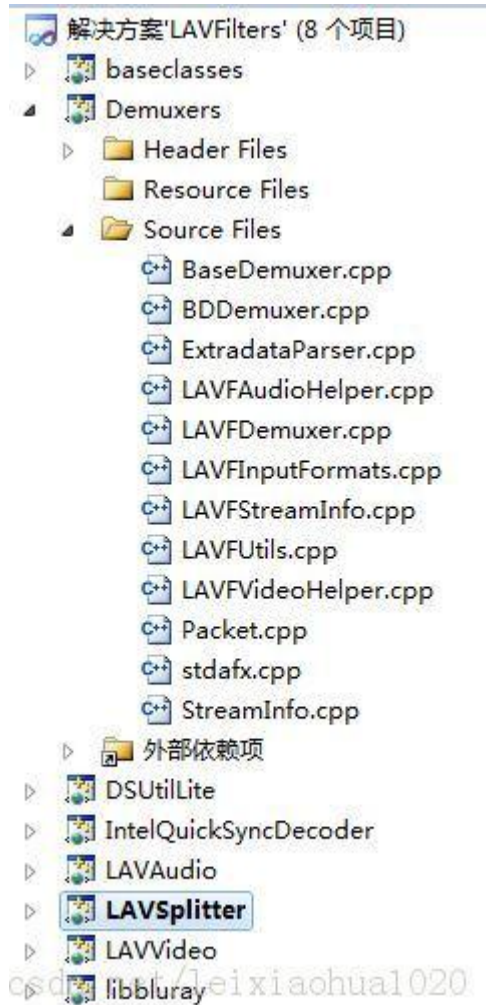 解决方案'LAVFilters' (8 个项目)
baseclasses
Demuxers
Header Files
Resource Files
Source Files
BaseDemuxer.cpp
BDDemuxer.cpp
ExtradataParser.cpp
LAVFAudioHelper.cpp
LAVFDemuxer.cpp
LAVFInputFormats.cpp
LAVFStreamInfo.cpp
LAVFUtils.cpp
LAVFVideoHelper.cpp
Packet.cpp
stdafx.cpp
StreamInfo.cpp
外部依赖项
DSUtilLite
IntelQuickSyncDecoder
LAVAudio
LAVSplitter
LAVVideo
libbluray